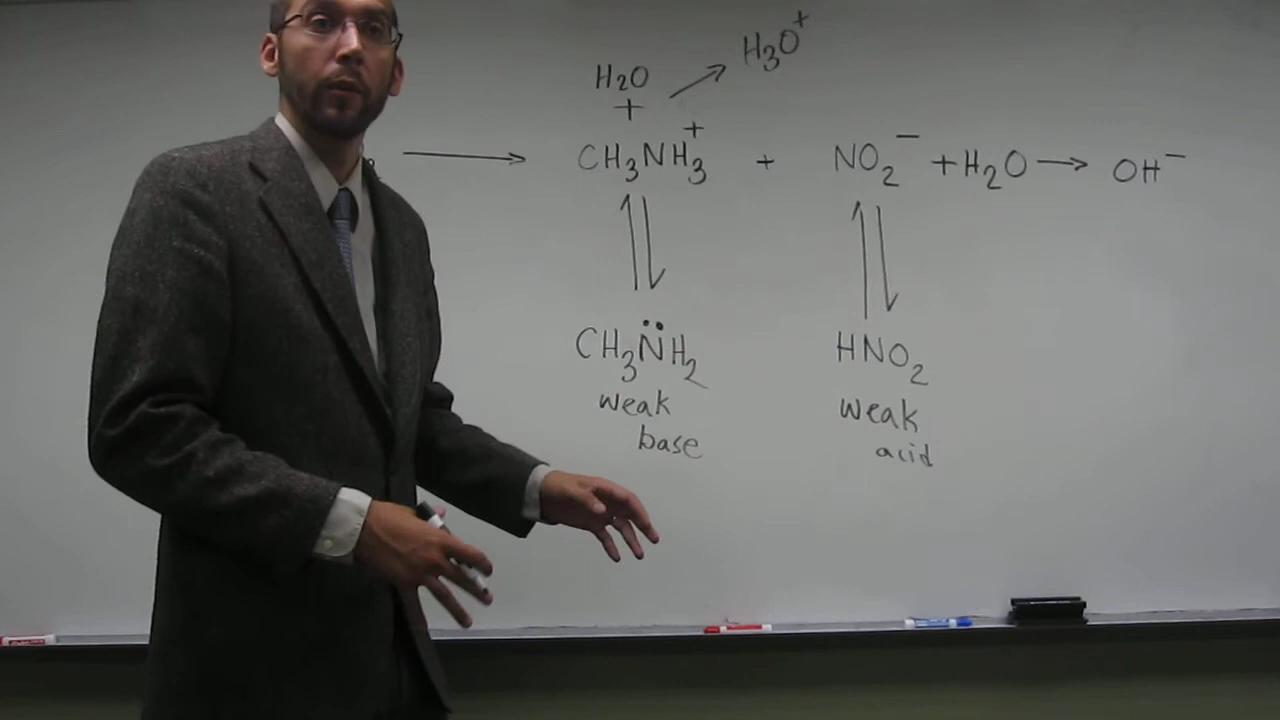 H₃O⁺
H₂O
+
→ CH₃NH₃⁺ + NO₂⁻ + H₂O → OH⁻
CH₃N̈H₂ HNO₂
weak weak
base acid